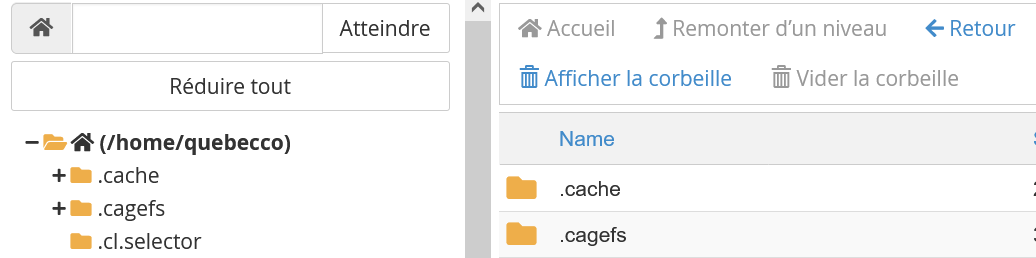 Atteindre
Réduire tout
(/home/quebecco)
.cache
.cagefs
.cl.selector
Accueil Remonter d’un niveau Retour
Afficher la corbeille Vider la corbeille
Name
.cache
.cagefs